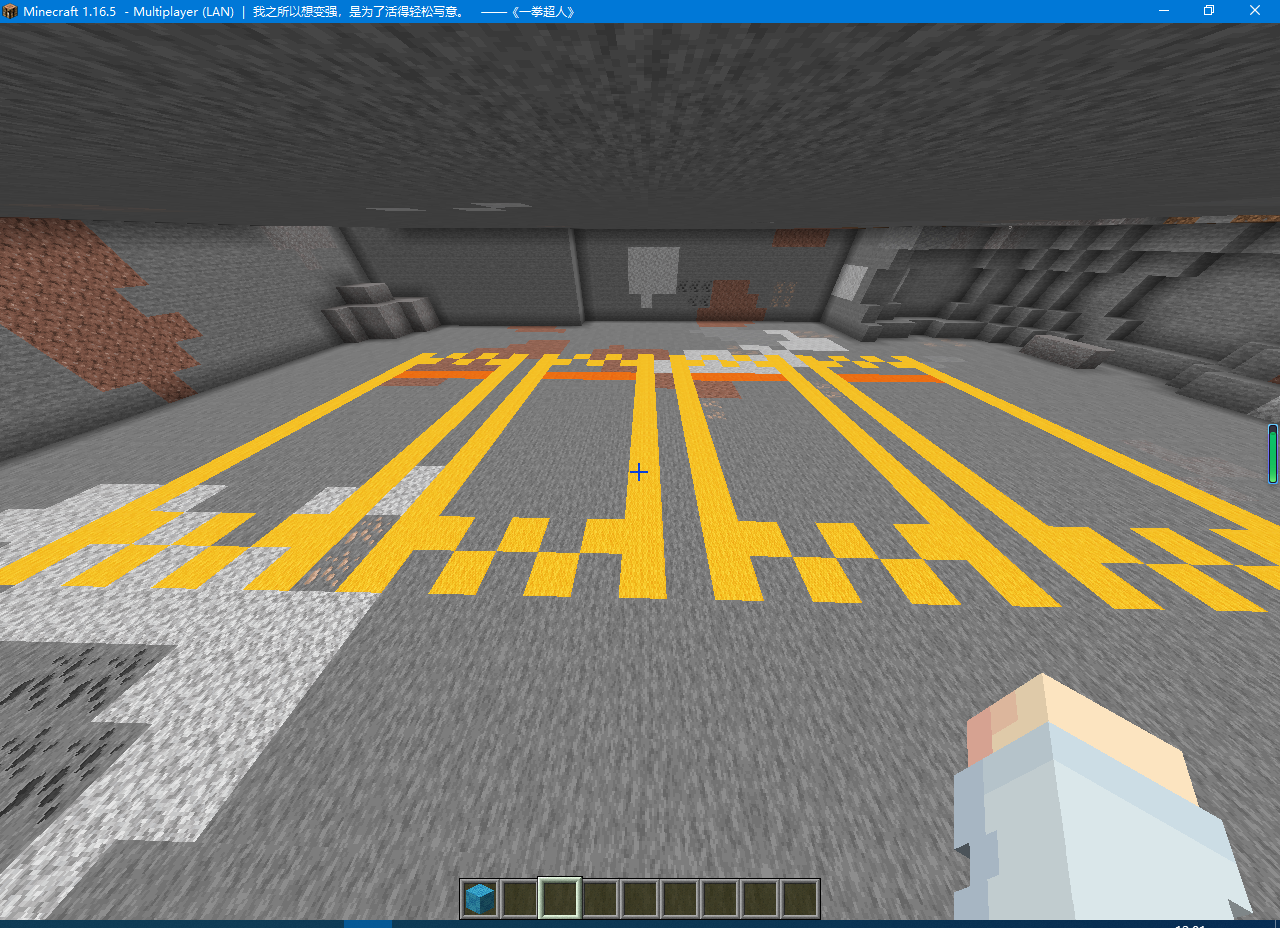 Minecraft 1.16.5 - Multiplayer (LAN) | 我之所以想变强，是为了活得轻松写意。 ——《一拳超人》